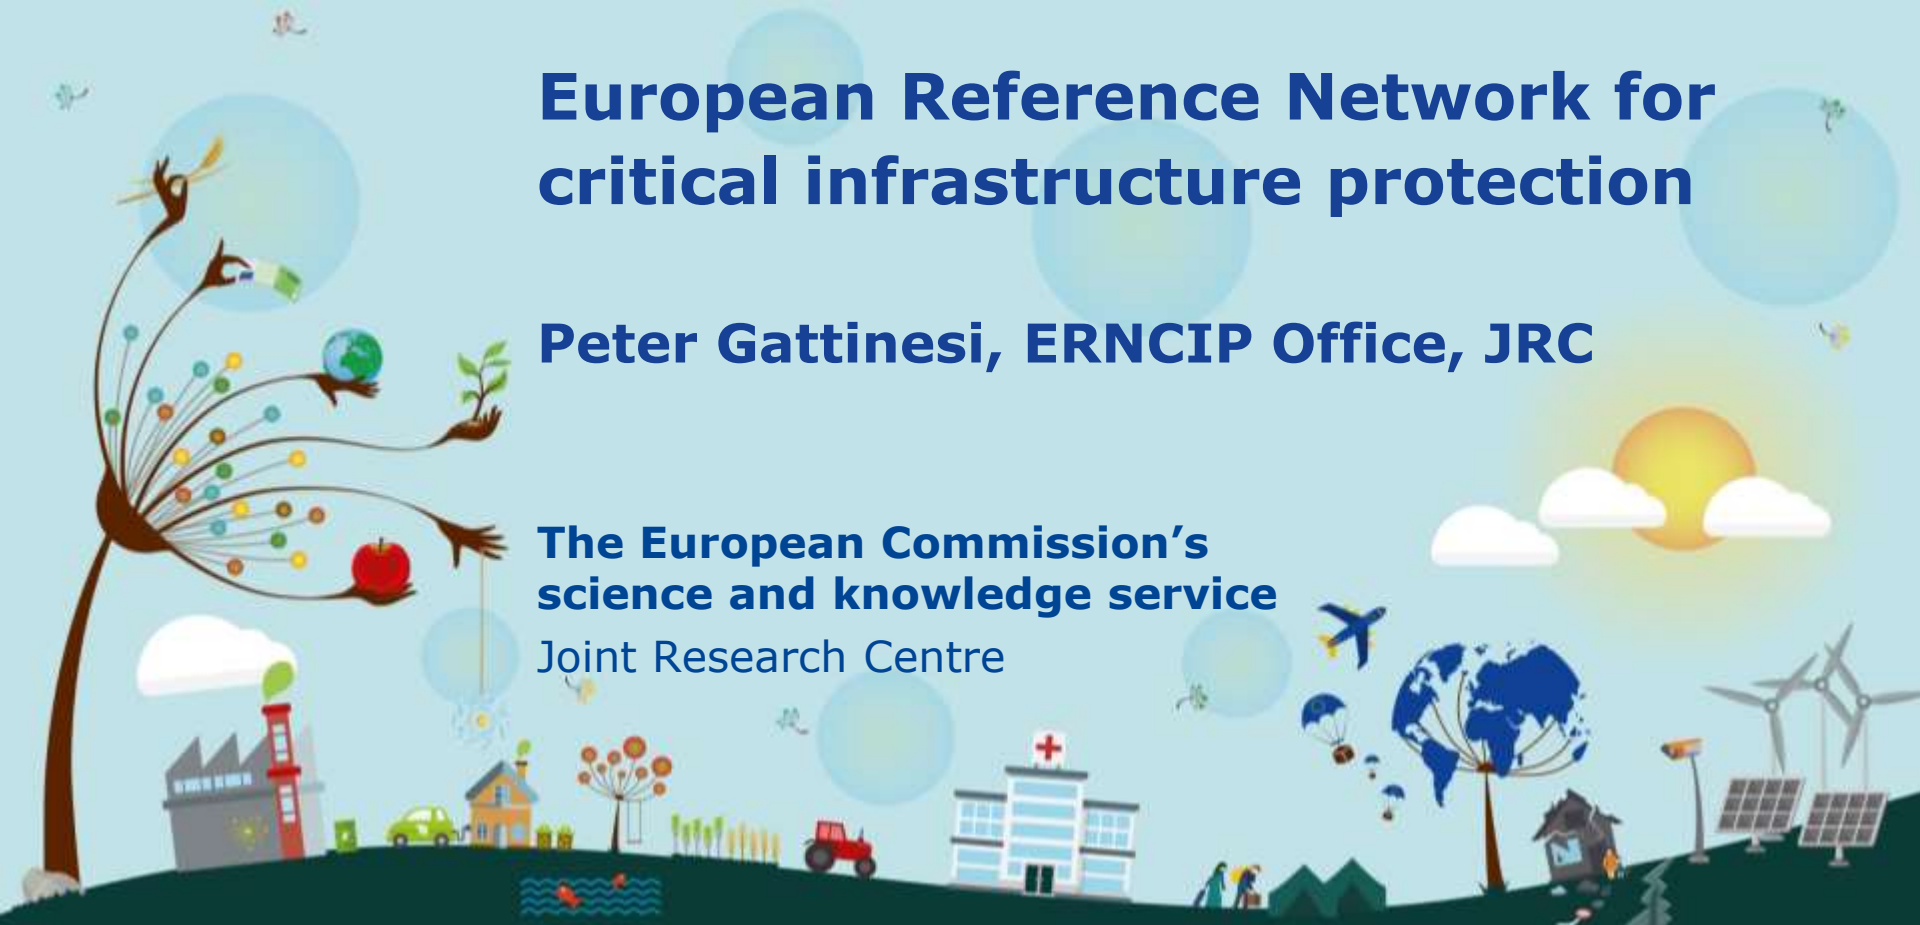 European Reference Network for
critical infrastructure protection
Peter Gattinesi, ERNCIP Office, JRC
The European Commission’s
science and knowledge service
Joint Research Centre